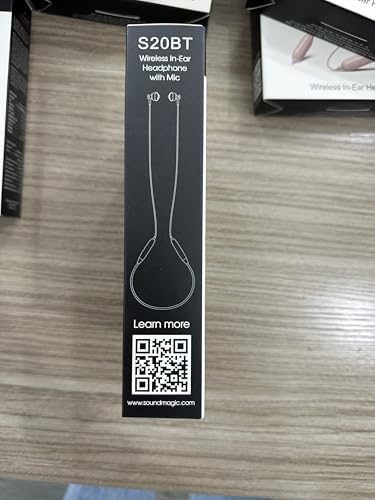 S20BT
Wireless In-Ear
Headphone
with Mic
Learn more
www.soundmagic.com
Wireless In-Ear He